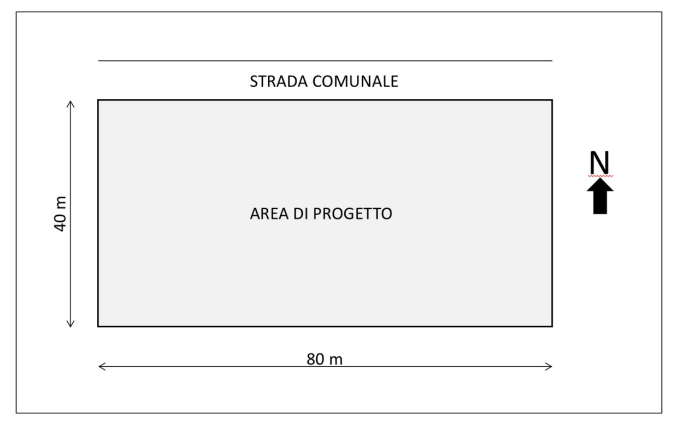 STRADA COMUNALE
N
40 m
AREA DI PROGETTO
80 m